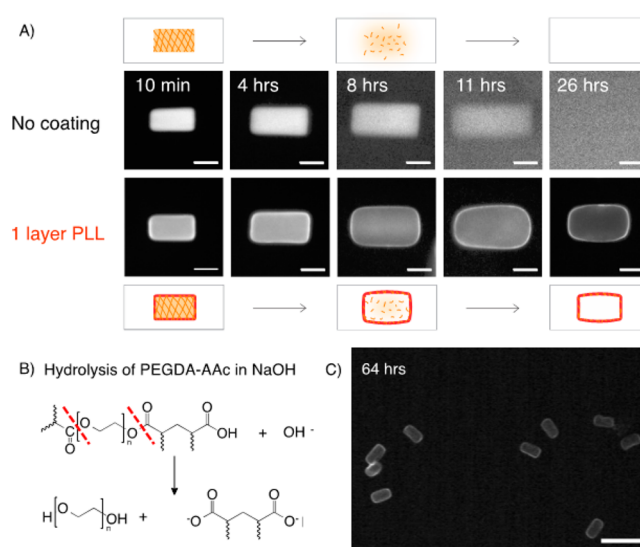 A)
10 min 4 hrs 8 hrs 11 hrs 26 hrs
No coating
1 layer PLL
B) Hydrolysis of PEGDA-AAc in NaOH
C) 64 hrs
O O O
C [O O]n OH + OH -
O
H [O OH]n + -O O-